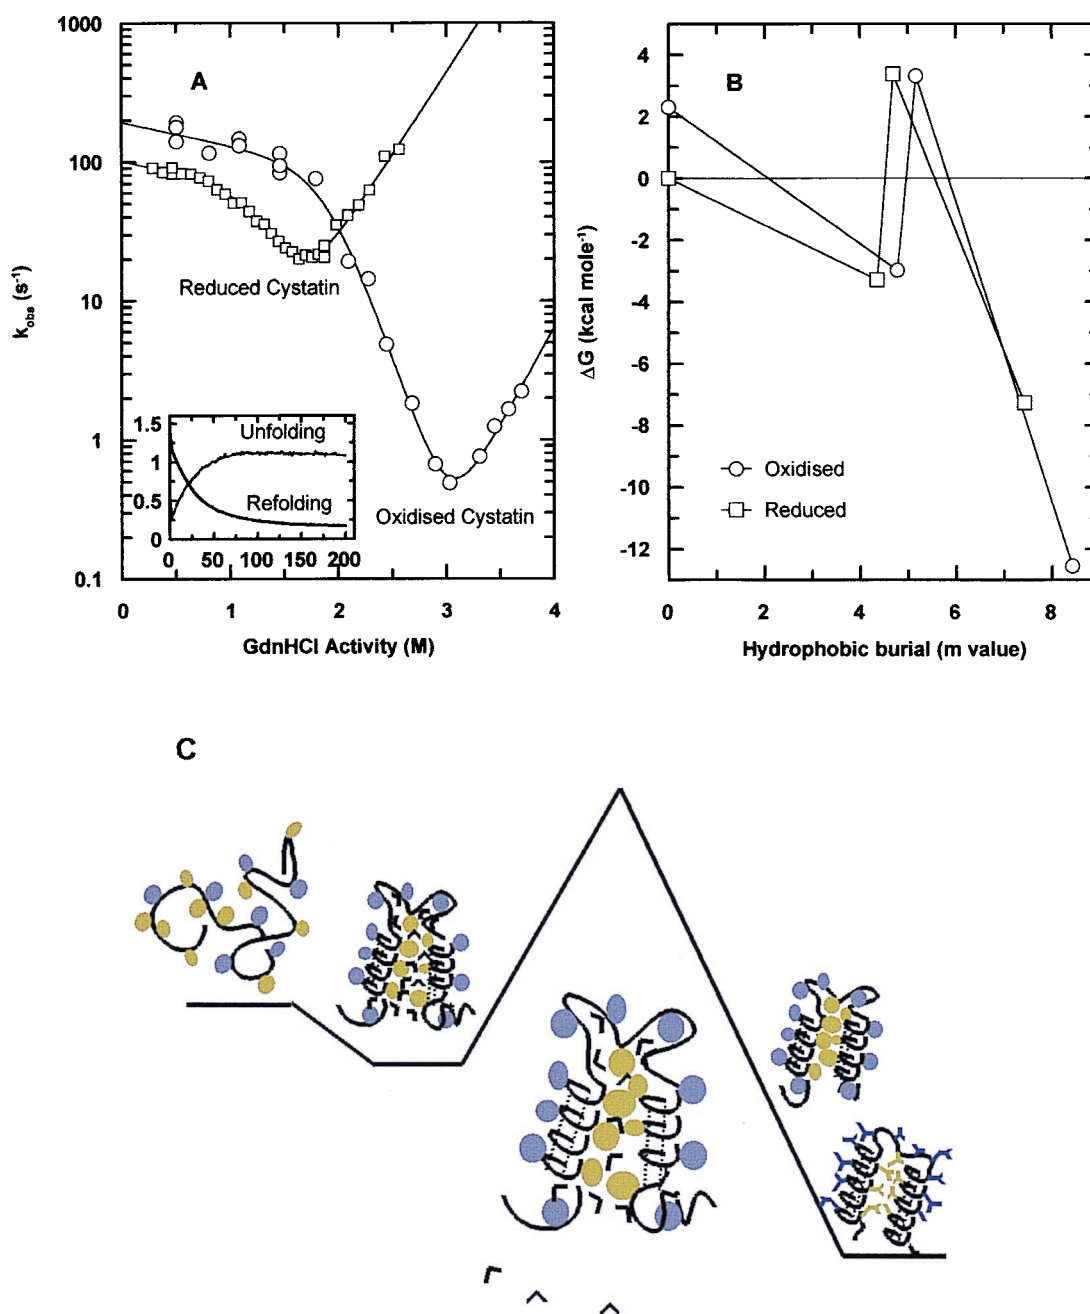 A
1000
100
10
1
0.1
k_obs (s⁻¹)
Reduced Cystatin
Oxidised Cystatin
1.5
1
0.5
0
Unfolding
Refolding
0 50 100 150 200
0 1 2 3 4
GdnHCl Activity (M)
B
4
2
0
-2
-4
-6
-8
-10
-12
ΔG (kcal mole⁻¹)
Oxidised
Reduced
0 2 4 6 8
Hydrophobic burial (m value)
C